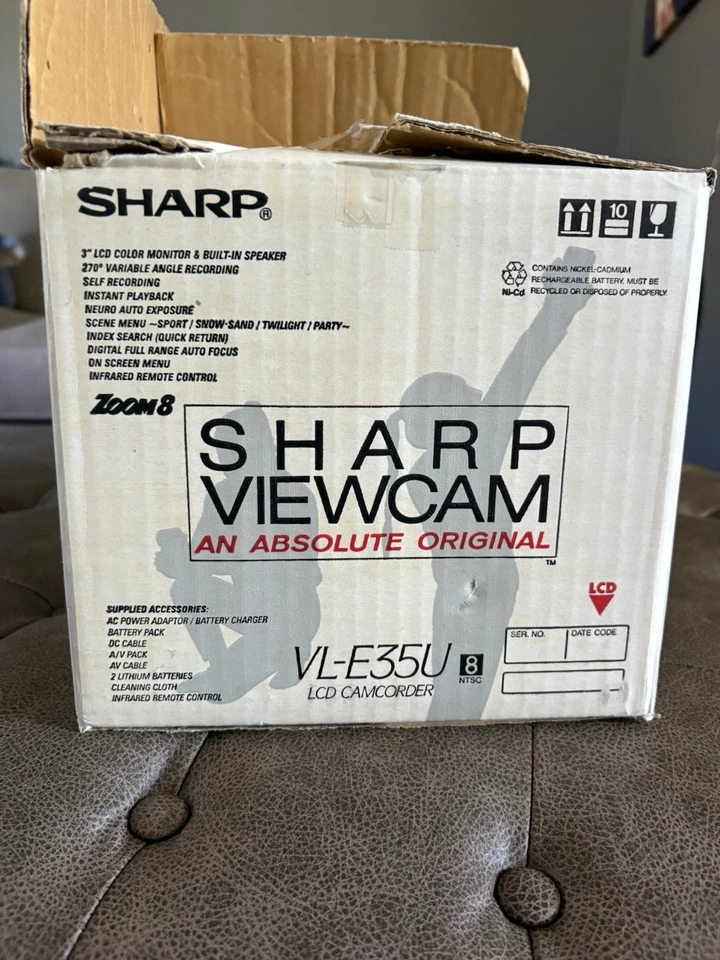 SHARP®
10
3" LCD COLOR MONITOR & BUILT-IN SPEAKER
270° VARIABLE ANGLE RECORDING
SELF RECORDING
INSTANT PLAYBACK
NEURO AUTO EXPOSURE
SCENE MENU ~SPORT / SNOW·SAND / TWILIGHT / PARTY~
INDEX SEARCH (QUICK RETURN)
DIGITAL FULL RANGE AUTO FOCUS
ON SCREEN MENU
INFRARED REMOTE CONTROL
Ni-Cd
CONTAINS NICKEL-CADMIUM
RECHARGEABLE BATTERY. MUST BE
RECYCLED OR DISPOSED OF PROPERLY.
ZOOM8
SHARP
VIEWCAM
AN ABSOLUTE ORIGINAL
TM
LCD
SUPPLIED ACCESSORIES:
AC POWER ADAPTOR / BATTERY CHARGER
BATTERY PACK
DC CABLE
A/V PACK
AV CABLE
2 LITHIUM BATTERIES
CLEANING CLOTH
INFRARED REMOTE CONTROL
VL-E35U
LCD CAMCORDER
8
NTSC
SER. NO.
DATE CODE